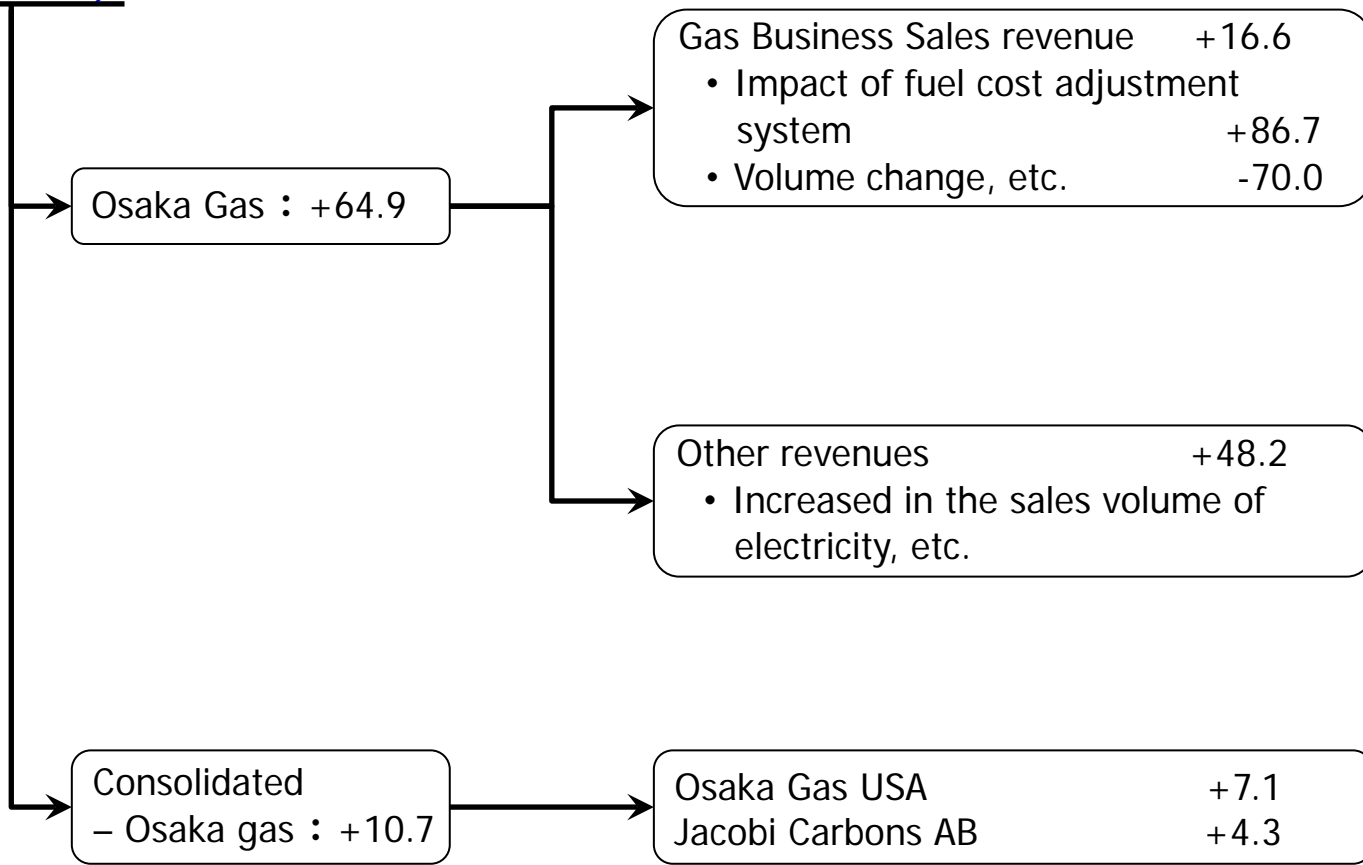 Gas Business Sales revenue +16.6
• Impact of fuel cost adjustment
system +86.7
• Volume change, etc. -70.0
Osaka Gas : +64.9
Other revenues +48.2
• Increased in the sales volume of
electricity, etc.
Consolidated
– Osaka gas : +10.7
Osaka Gas USA +7.1
Jacobi Carbons AB +4.3